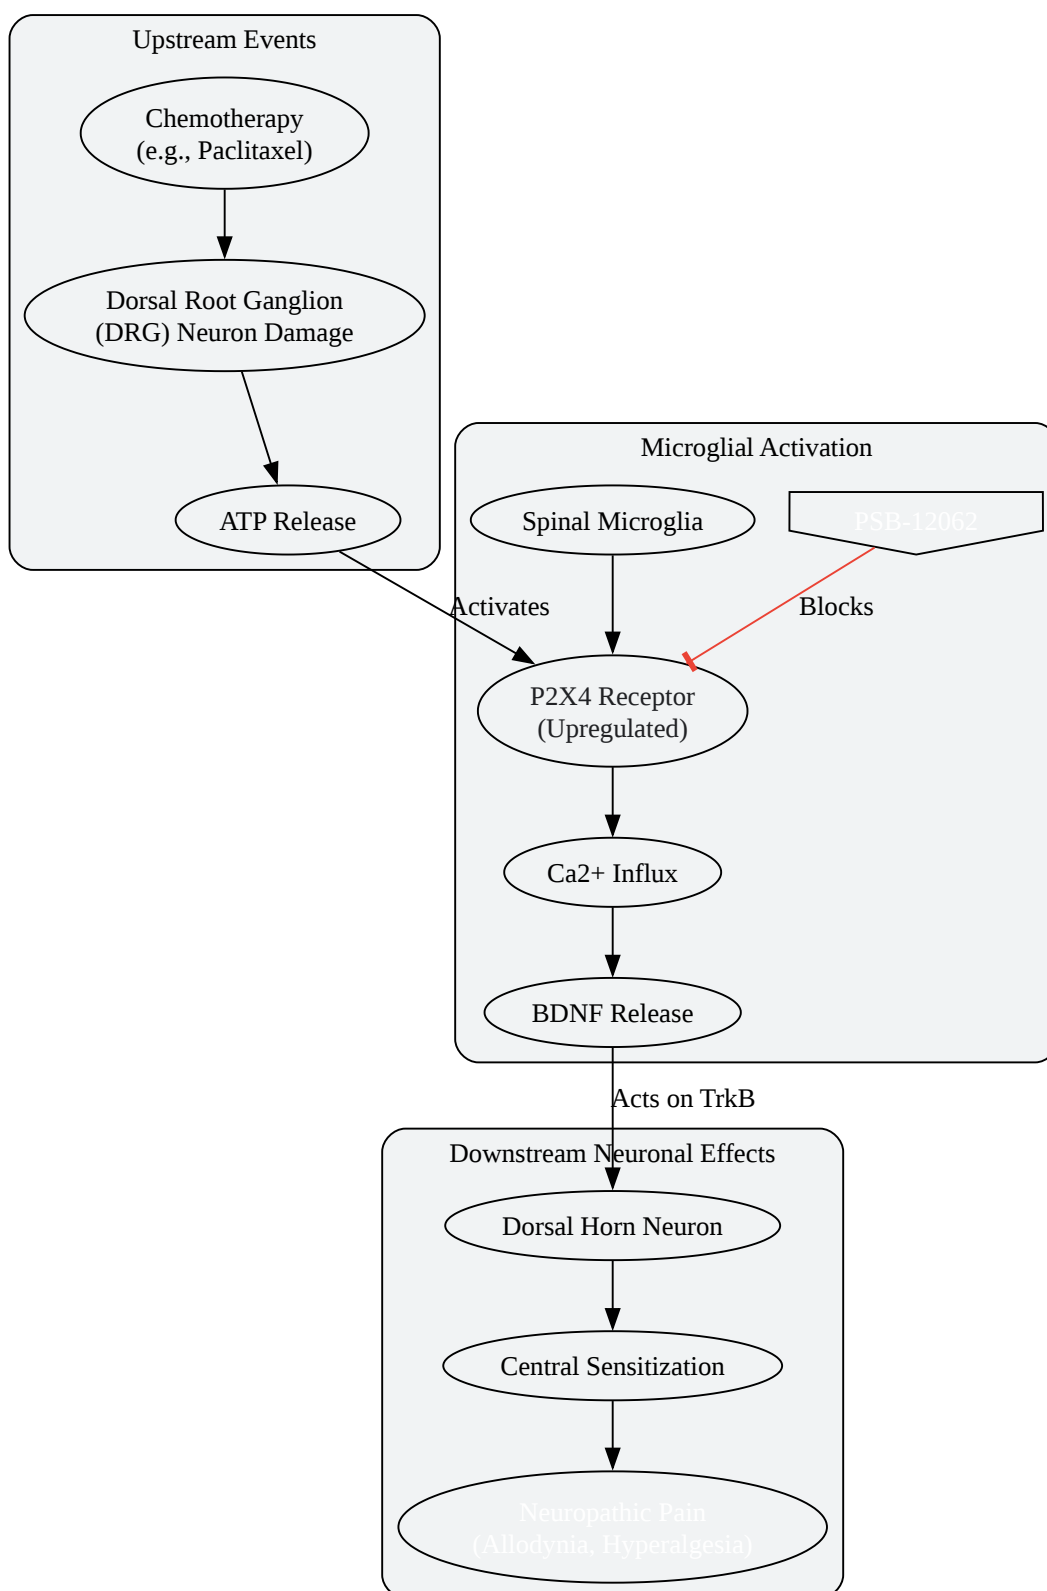 Upstream Events
Chemotherapy
(e.g., Paclitaxel)
Dorsal Root Ganglion
(DRG) Neuron Damage
ATP Release
Microglial Activation
Spinal Microglia
PSB-12062
Activates
Blocks
P2X4 Receptor
(Upregulated)
Ca2+ Influx
BDNF Release
Acts on TrkB
Downstream Neuronal Effects
Dorsal Horn Neuron
Central Sensitization
Neuropathic Pain
(Allodynia, Hyperalgesia)